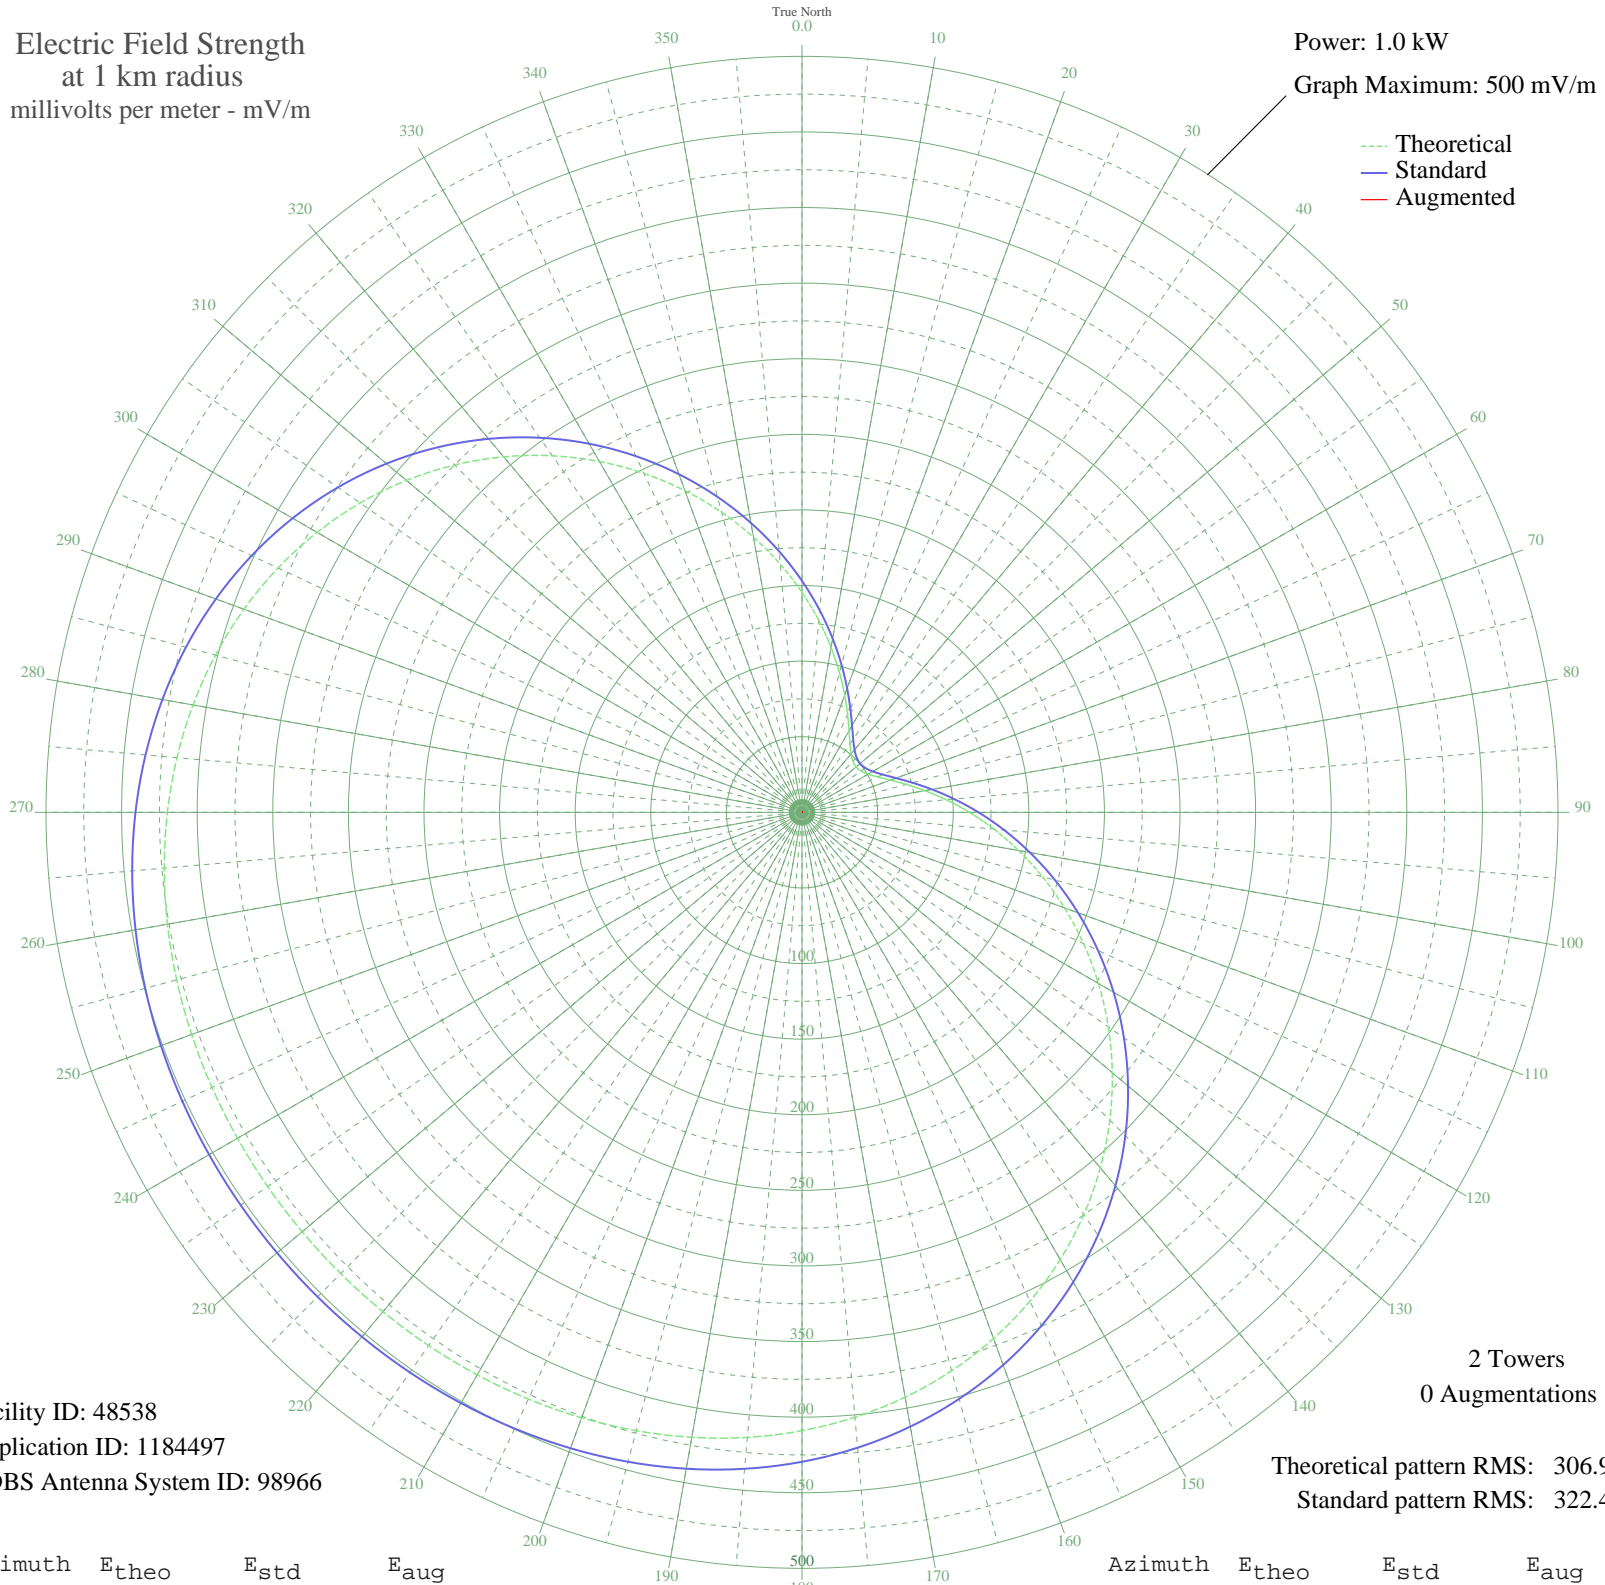 True North
0.0
Electric Field Strength
at 1 km radius
millivolts per meter - mV/m
Power: 1.0 kW
Graph Maximum: 500 mV/m
Theoretical
Standard
Augmented
10
20
30
40
50
60
70
80
90
100
110
120
130
140
150
160
170
190
200
210
220
230
240
250
260
270
280
290
300
310
320
330
340
350
100
150
200
250
300
350
400
450
500
2 Towers
0 Augmentations
cility ID: 48538
plication ID: 1184497
DBS Antenna System ID: 98966
Theoretical pattern RMS: 306.9
Standard pattern RMS: 322.4
imuth Etheo Estd Eaug
Azimuth Etheo Estd Eaug